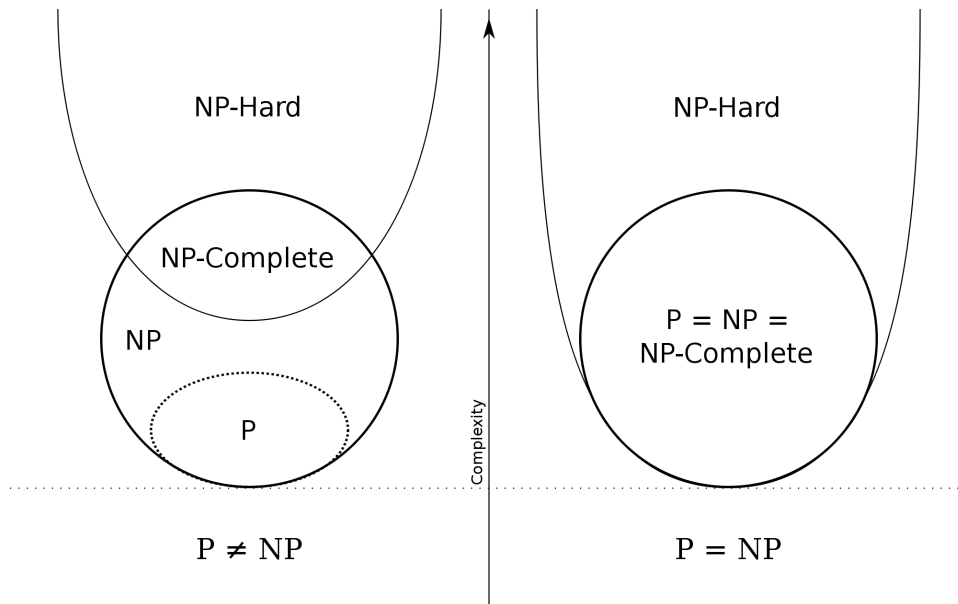 NP-Hard
NP-Complete
NP
P
P ≠ NP
Complexity
NP-Hard
P = NP =
NP-Complete
P = NP